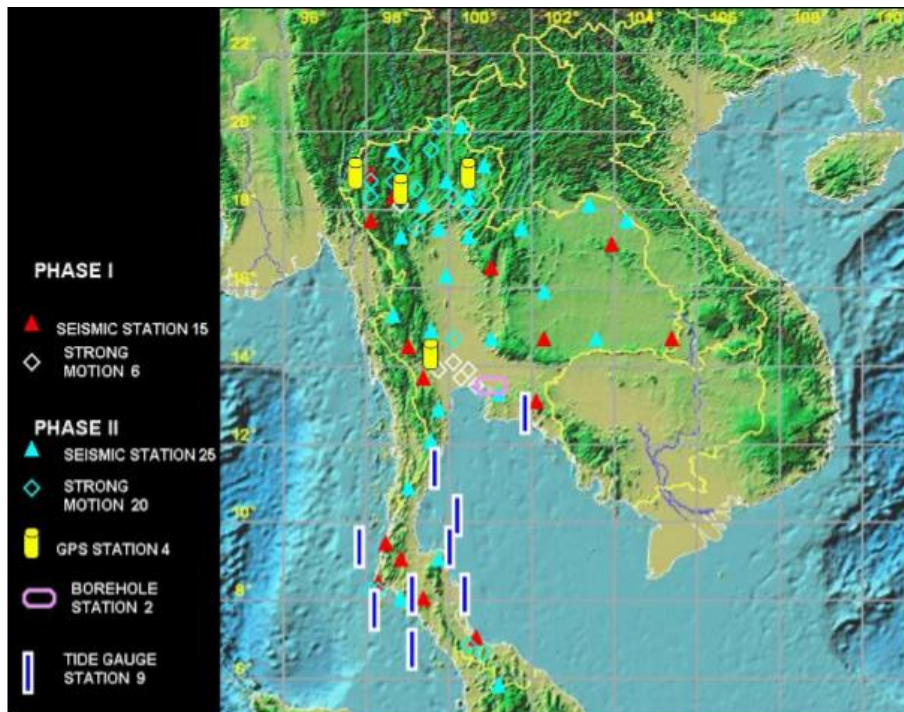 96° 98° 100° 102° 104° 106° 108° 110
22°
20°
18°
16°
14°
12°
10°
8°
6°
PHASE I
SEISMIC STATION 15
STRONG
MOTION 6
PHASE II
SEISMIC STATION 25
STRONG
MOTION 20
GPS STATION 4
BOREHOLE
STATION 2
TIDE GAUGE
STATION 9